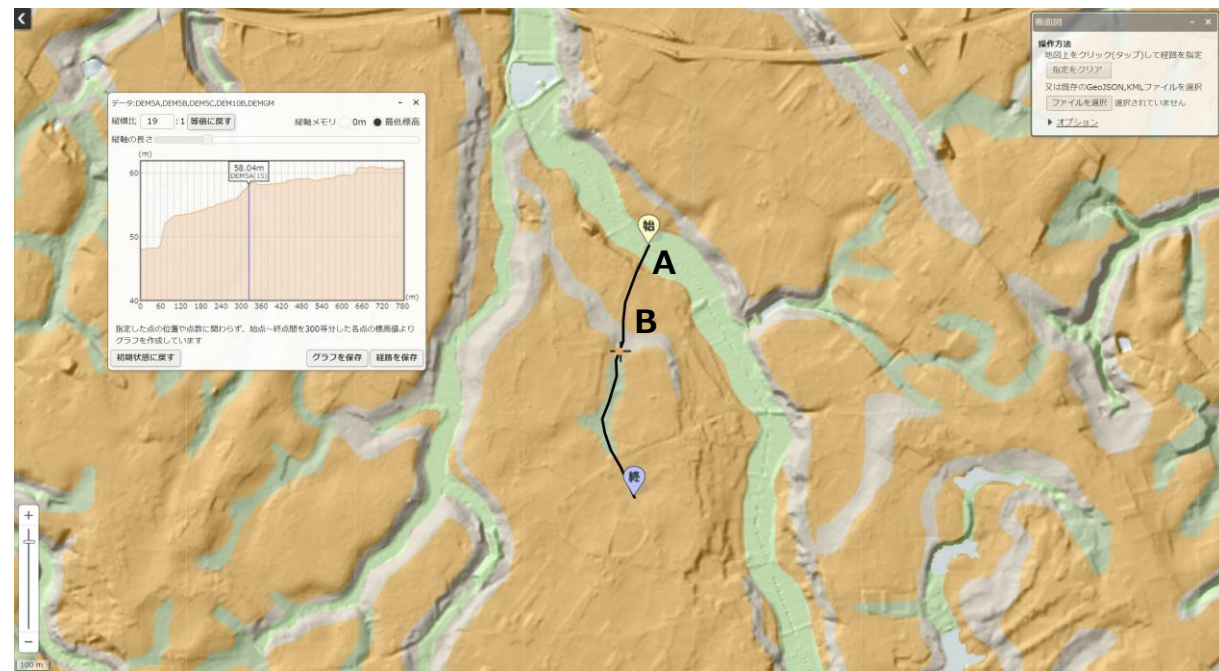 データ:DEM5A,DEM5B,DEM5C,DEM10B,DEMGM
縦横比 19 :1 等倍に戻す 縦軸メモリ 0m 最低標高
縦軸の長さ
(m)
60
50
40
58.04m
DEM5A(15)
0 60 120 180 240 300 360 420 480 540 600 660 720 780
(m)
指定した点の位置や点数に関わらず、始点～終点間を300等分した各点の標高値より
グラフを作成しています
初期状態に戻す グラフを保存 経路を保存
始
A
B
終
断面図
操作方法
地図上をクリック(タップ)して経路を指定
指定をクリア
又は既存のGeoJSON,KMLファイルを選択
ファイルを選択 選択されていません
オプション
100 m